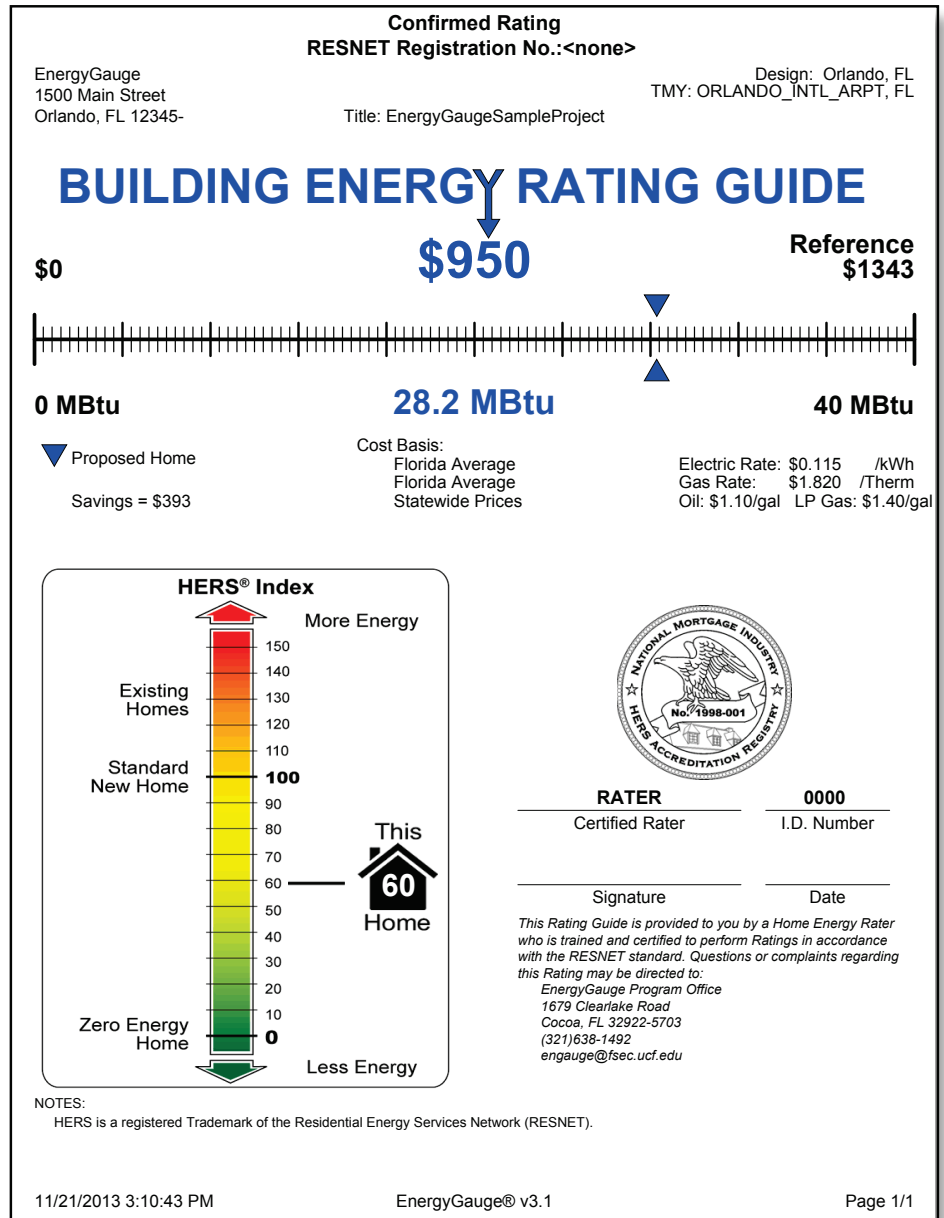 Confirmed Rating
RESNET Registration No.:<none>
EnergyGauge
1500 Main Street
Orlando, FL 12345-
Title: EnergyGaugeSampleProject
Design: Orlando, FL
TMY: ORLANDO_INTL_ARPT, FL
BUILDING ENERGY RATING GUIDE
$0
$950
Reference
$1343
0 MBtu
28.2 MBtu
40 MBtu
Proposed Home
Savings = $393
Cost Basis:
Florida Average
Florida Average
Statewide Prices
Electric Rate: $0.115 /kWh
Gas Rate: $1.820 /Therm
Oil: $1.10/gal LP Gas: $1.40/gal
HERS® Index
More Energy
150
140
Existing
Homes
130
120
110
Standard
New Home
100
90
80
70
60
50
40
30
20
10
Zero Energy
Home
0
Less Energy
This
60
Home
NATIONAL MORTGAGE INDUSTRY
No. 1998-001
HERS ACCREDITATION REGISTRY
RATER
0000
Certified Rater
I.D. Number
Signature
Date
This Rating Guide is provided to you by a Home Energy Rater
who is trained and certified to perform Ratings in accordance
with the RESNET standard. Questions or complaints regarding
this Rating may be directed to:
EnergyGauge Program Office
1679 Clearlake Road
Cocoa, FL 32922-5703
(321)638-1492
engauge@fsec.ucf.edu
NOTES:
HERS is a registered Trademark of the Residential Energy Services Network (RESNET).
11/21/2013 3:10:43 PM
EnergyGauge® v3.1
Page 1/1